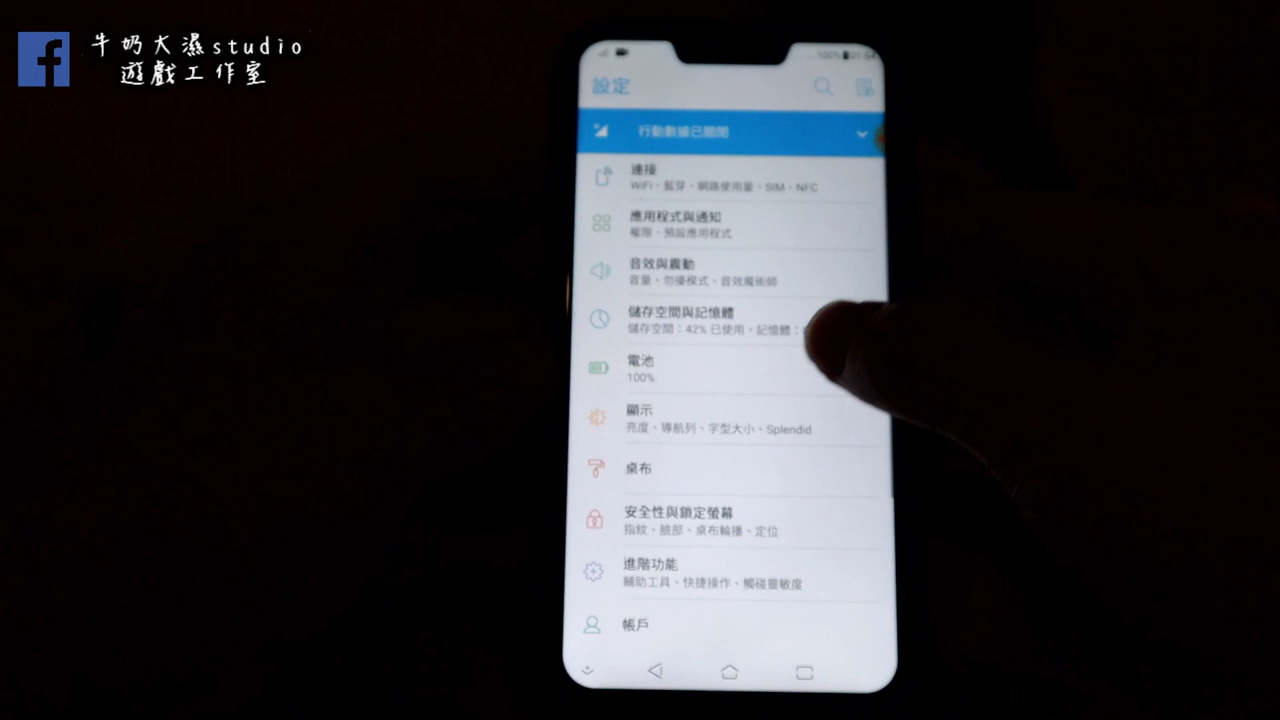 牛奶大濕studio
遊戲工作室
100% 01:54
設定
行動數據已關閉
連接
WiFi、藍芽、網路使用量、SIM、NFC
應用程式與通知
權限、預設應用程式
音效與震動
音量、勿擾模式、音效魔術師
儲存空間與記憶體
儲存空間：42% 已使用，記憶體：
電池
100%
顯示
亮度、導航列、字型大小、Splendid
桌布
安全性與鎖定螢幕
指紋、臉部、桌布輪播、定位
進階功能
輔助工具、快捷操作、觸碰靈敏度
帳戶